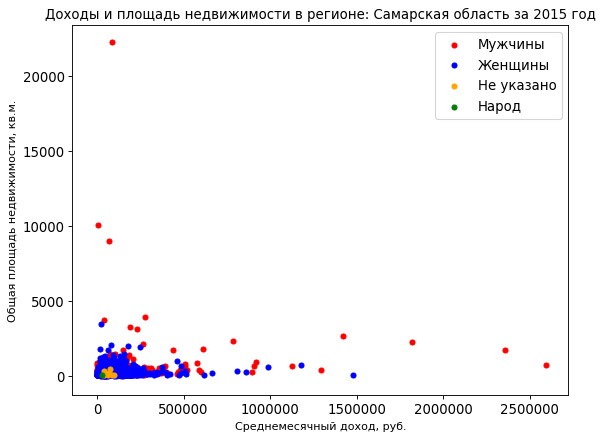 Доходы и площадь недвижимости в регионе: Самарская область за 2015 год
Мужчины
Женщины
Не указано
Народ
Общая площадь недвижимости, кв.м.
20000
15000
10000
5000
0
0 500000 1000000 1500000 2000000 2500000
Среднемесячный доход, руб.